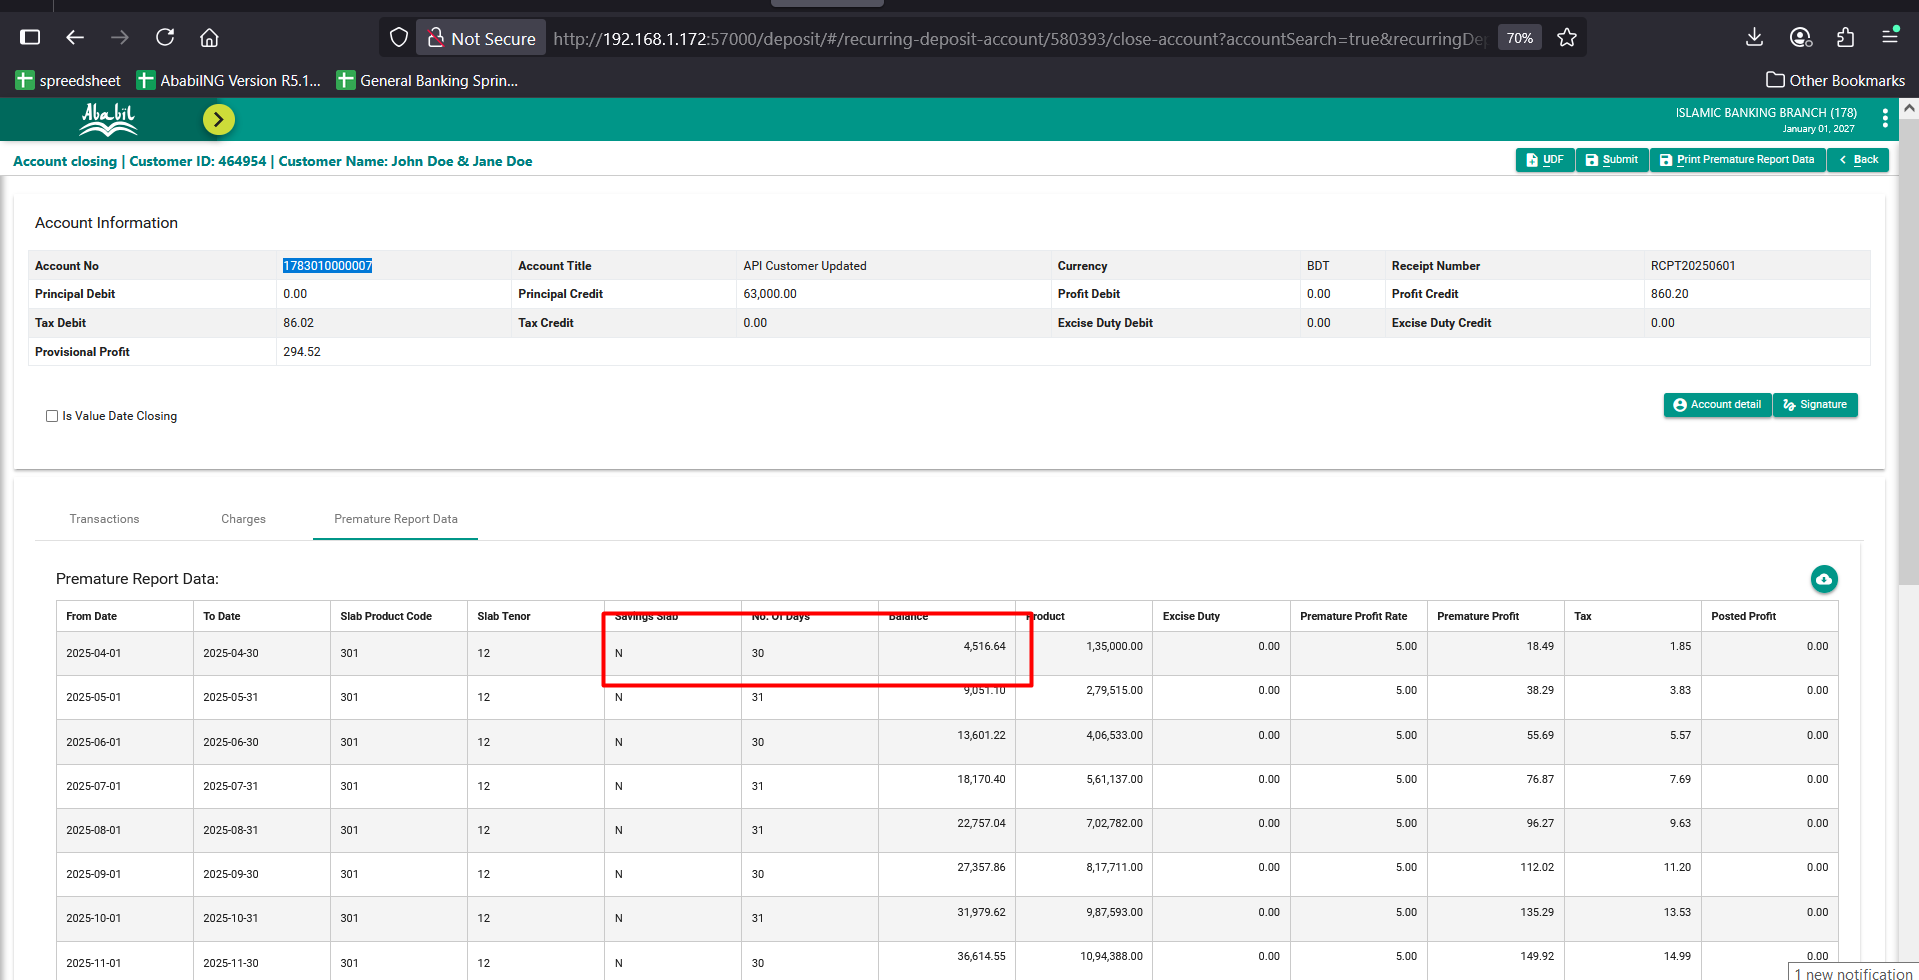 Not Secure http://192.168.1.172:57000/deposit/#/recurring-deposit-account/580393/close-account?accountSearch=true&recurringDe 70%
spreedsheet AbabilNG Version R5.1... General Banking Sprin... Other Bookmarks
Ababil
ISLAMIC BANKING BRANCH (178)
January 01, 2027
Account closing | Customer ID: 464954 | Customer Name: John Doe & Jane Doe UDF Submit Print Premature Report Data Back
Account Information
Account No 1783010000007 Account Title API Customer Updated Currency BDT Receipt Number RCPT20250601
Principal Debit 0.00 Principal Credit 63,000.00 Profit Debit 0.00 Profit Credit 860.20
Tax Debit 86.02 Tax Credit 0.00 Excise Duty Debit 0.00 Excise Duty Credit 0.00
Provisional Profit 294.52
Is Value Date Closing Account detail Signature
Transactions Charges Premature Report Data
Premature Report Data:
From Date To Date Slab Product Code Slab Tenor Savings Slab No. Of Days Balance Product Excise Duty Premature Profit Rate Premature Profit Tax Posted Profit
2025-04-01 2025-04-30 301 12 N 30 4,516.64 1,35,000.00 0.00 5.00 18.49 1.85 0.00
2025-05-01 2025-05-31 301 12 N 31 9,051.10 2,79,515.00 0.00 5.00 38.29 3.83 0.00
2025-06-01 2025-06-30 301 12 N 30 13,601.22 4,06,533.00 0.00 5.00 55.69 5.57 0.00
2025-07-01 2025-07-31 301 12 N 31 18,170.40 5,61,137.00 0.00 5.00 76.87 7.69 0.00
2025-08-01 2025-08-31 301 12 N 31 22,757.04 7,02,782.00 0.00 5.00 96.27 9.63 0.00
2025-09-01 2025-09-30 301 12 N 30 27,357.86 8,17,711.00 0.00 5.00 112.02 11.20 0.00
2025-10-01 2025-10-31 301 12 N 31 31,979.62 9,87,593.00 0.00 5.00 135.29 13.53 0.00
2025-11-01 2025-11-30 301 12 N 30 36,614.55 10,94,388.00 0.00 5.00 149.92 14.99 0.00
1 new notification